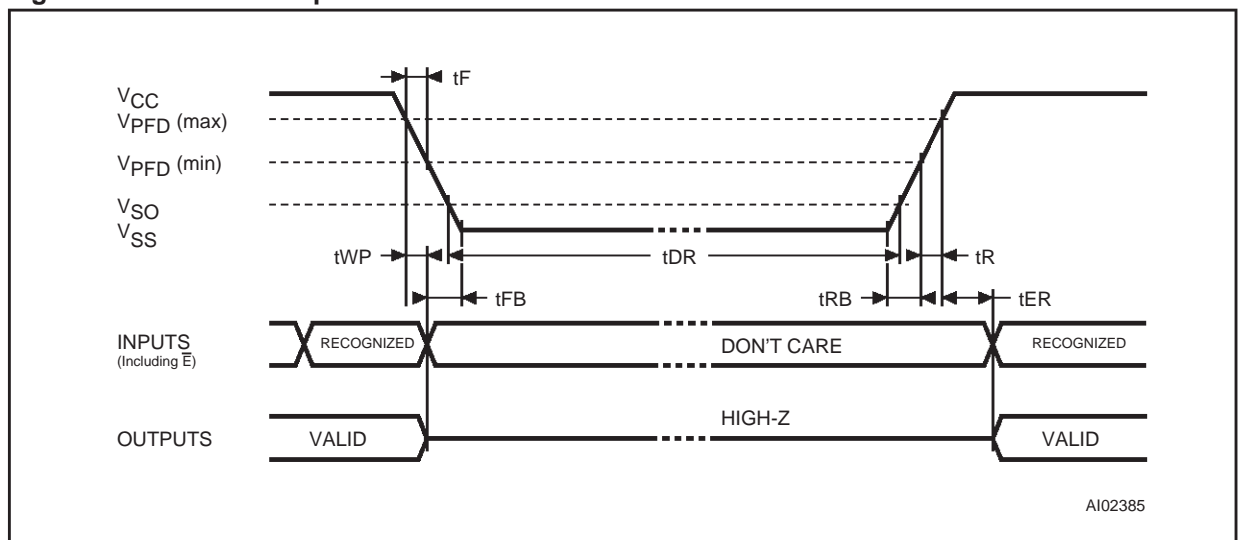 tF
VCC
VPFD (max)
VPFD (min)
VSO
VSS
tWP
tDR
tR
tFB
tRB
tER
INPUTS
(Including E̅)
RECOGNIZED
DON'T CARE
RECOGNIZED
HIGH-Z
OUTPUTS
VALID
VALID
AI02385